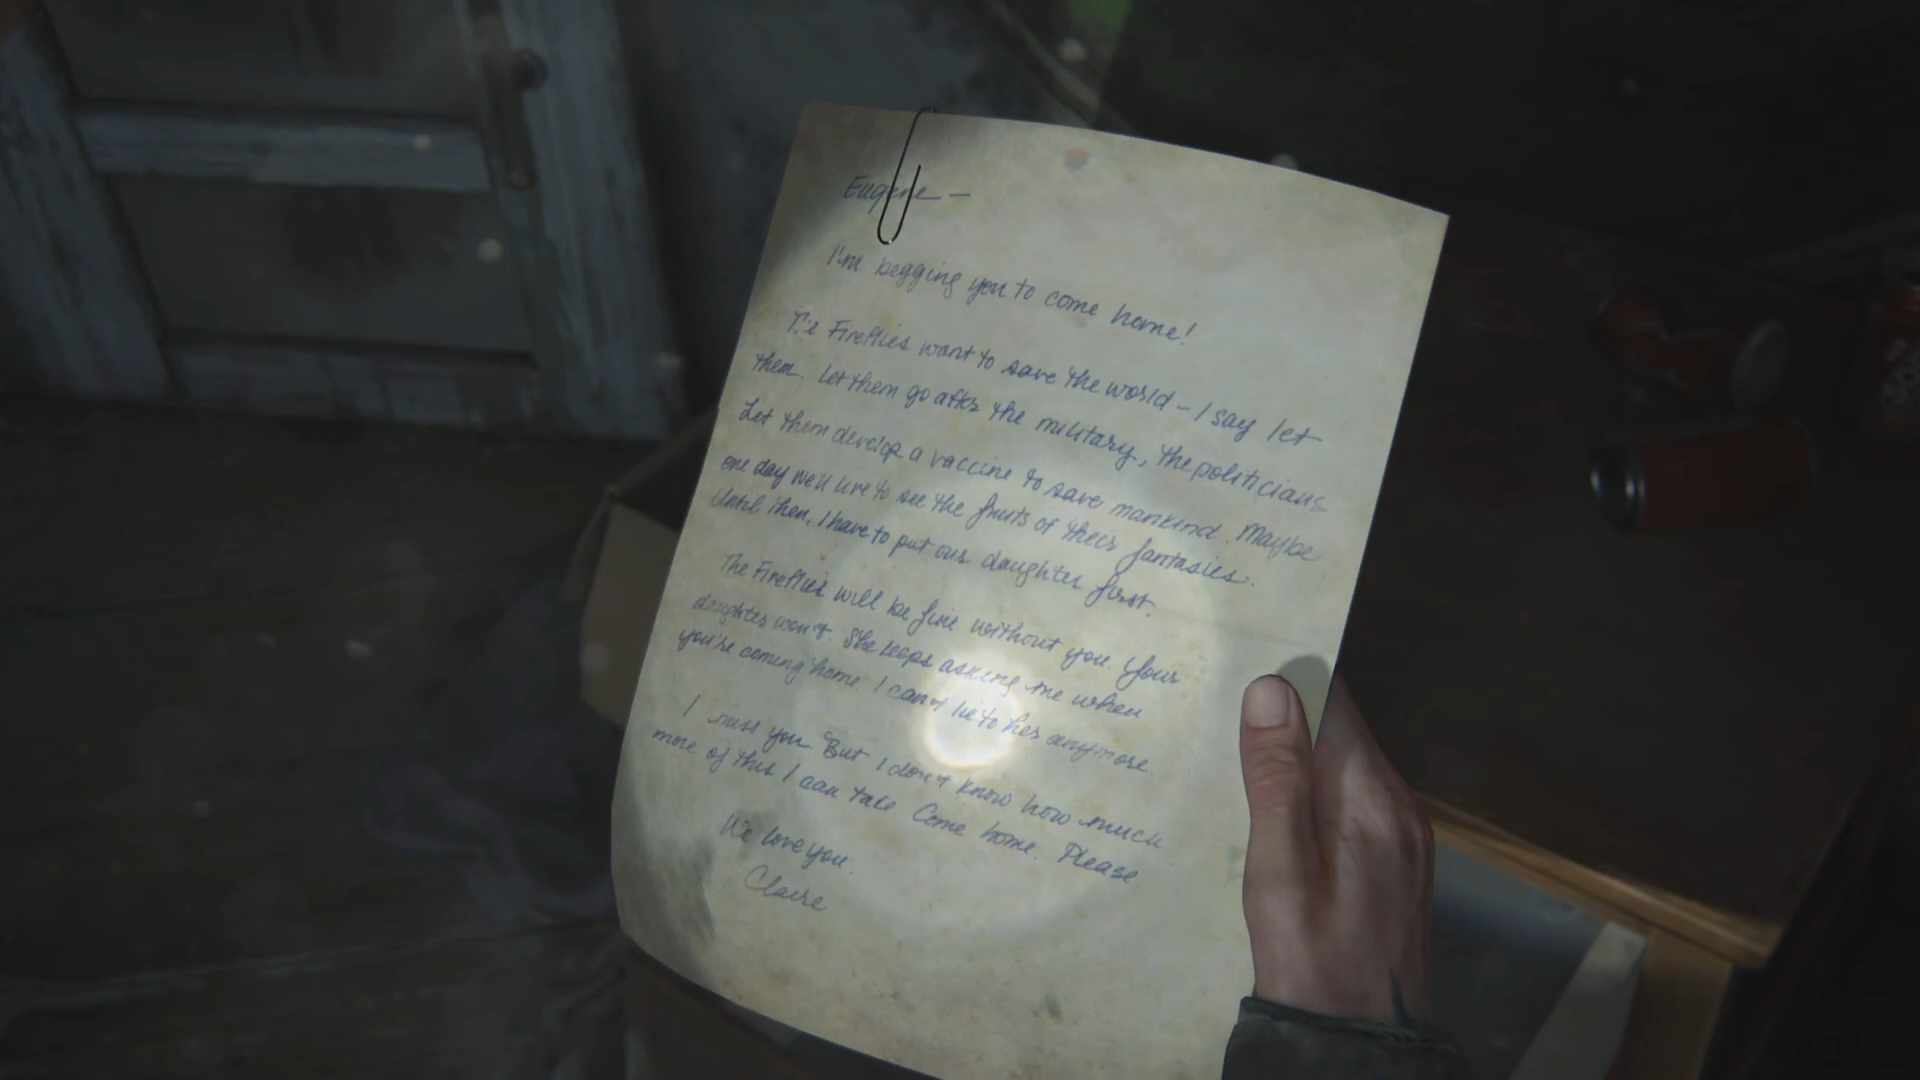 Eugene —
I'm begging you to come home!
The Fireflies want to save the world - I say let
them. Let them go after the military, the politicians.
Let them develop a vaccine to save mankind. Maybe
one day we'll live to see the fruits of their fantasies.
Until then, I have to put our daughter first.
The Fireflies will be fine without you. Your
daughter won't. She keeps asking me when
you're coming home. I can't lie to her anymore.
I miss you. But I don't know how much
more of this I can take. Come home. Please.
We love you.
Claire